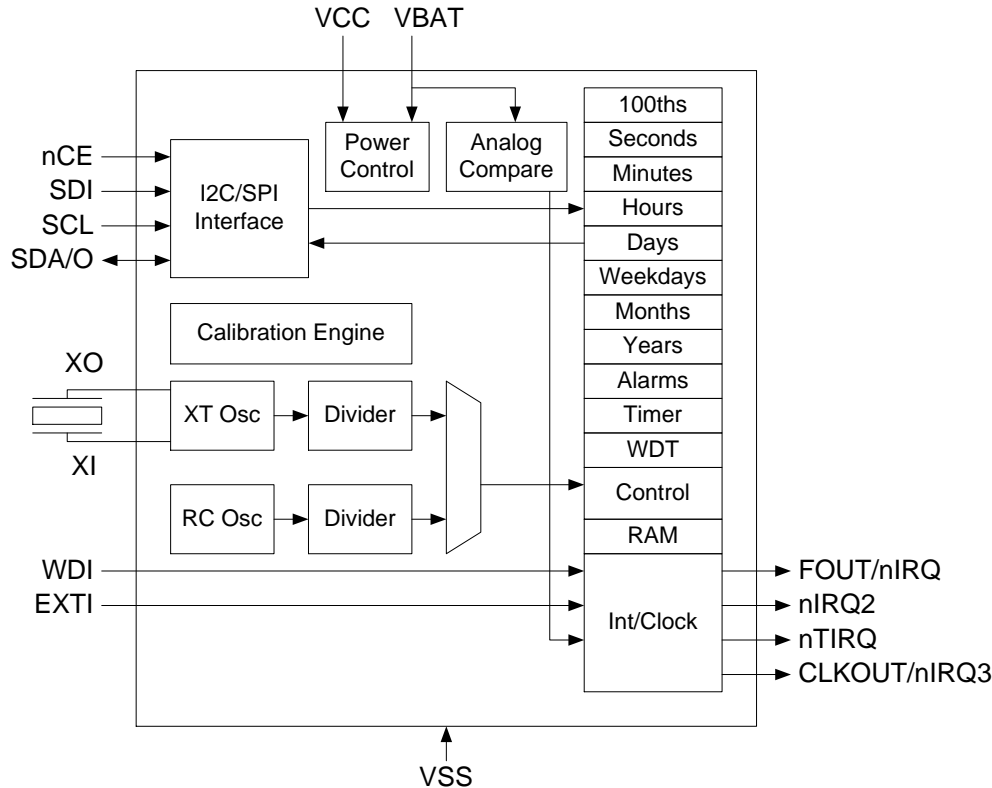 VCC VBAT
nCE
SDI
SCL
SDA/O
I2C/SPI
Interface
Power
Control
Analog
Compare
100ths
Seconds
Minutes
Hours
Days
Weekdays
Months
Years
Alarms
Timer
WDT
Control
RAM
Int/Clock
Calibration Engine
XO
XI
XT Osc
Divider
RC Osc
Divider
WDI
EXTI
FOUT/nIRQ
nIRQ2
nTIRQ
CLKOUT/nIRQ3
VSS